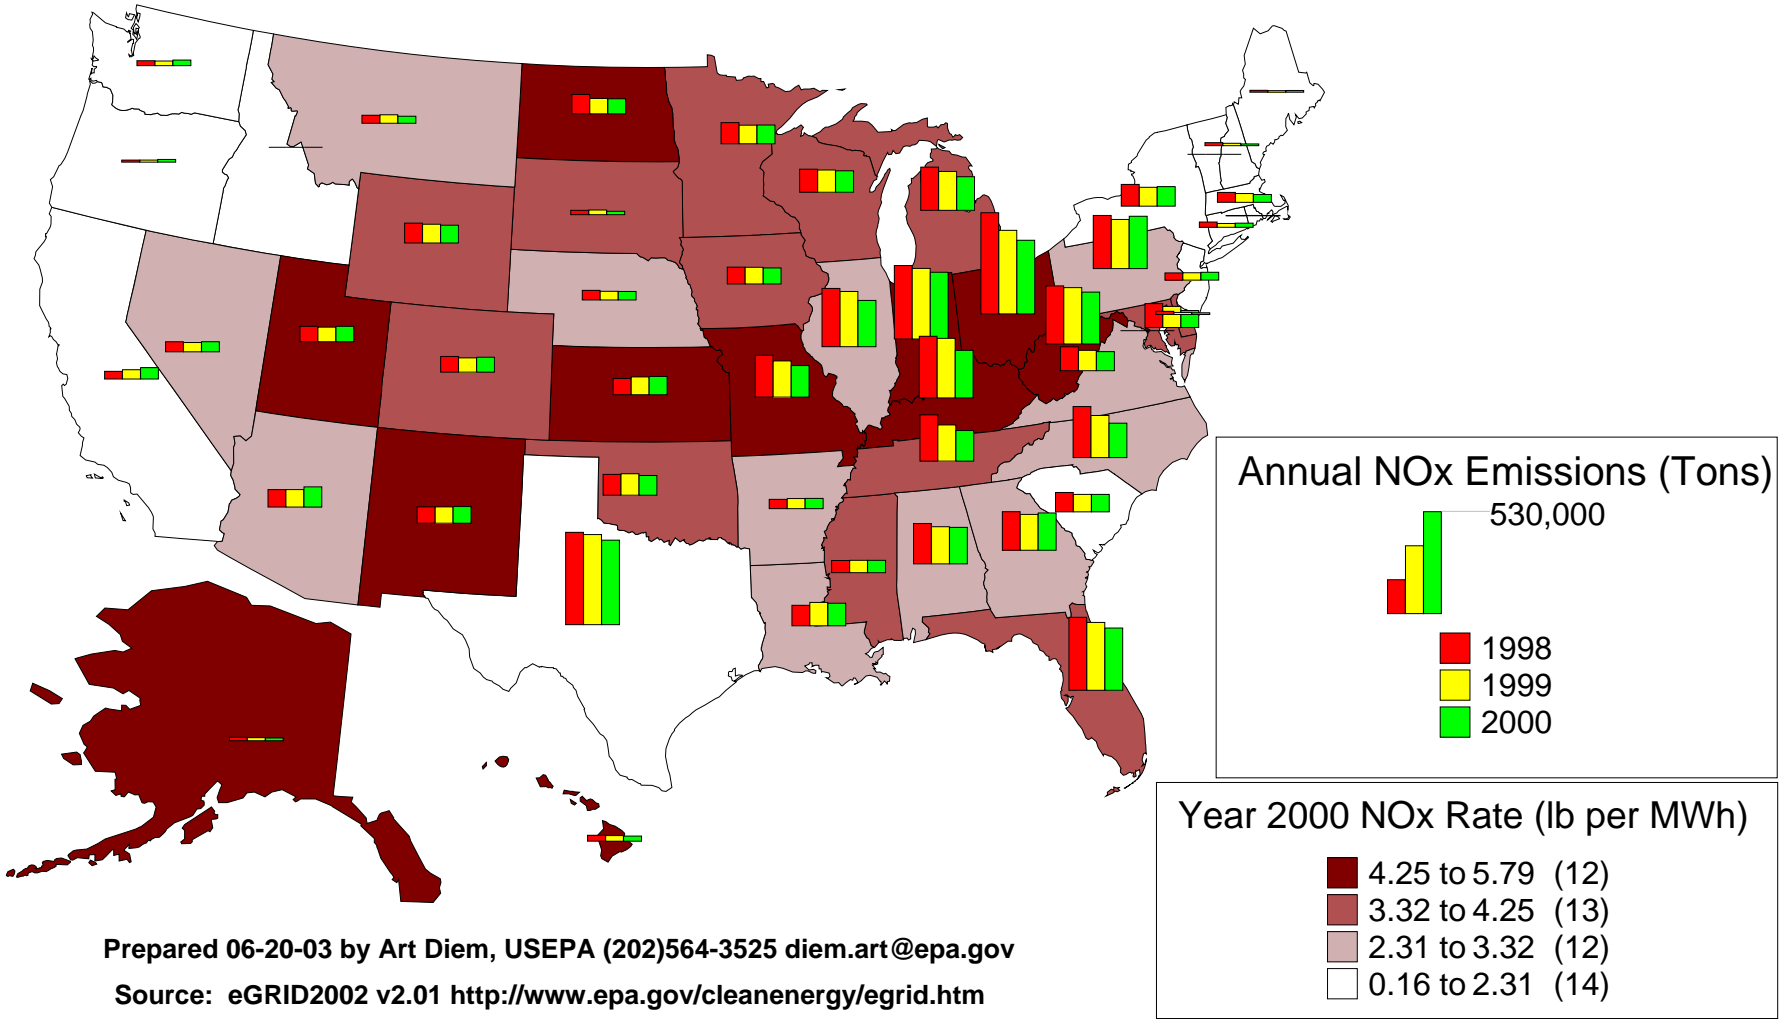 Annual NOx Emissions (Tons)
530,000
1998
1999
2000
Year 2000 NOx Rate (lb per MWh)
4.25 to 5.79 (12)
3.32 to 4.25 (13)
2.31 to 3.32 (12)
0.16 to 2.31 (14)
Prepared 06-20-03 by Art Diem, USEPA (202)564-3525 diem.art@epa.gov
Source: eGRID2002 v2.01 http://www.epa.gov/cleanenergy/egrid.htm